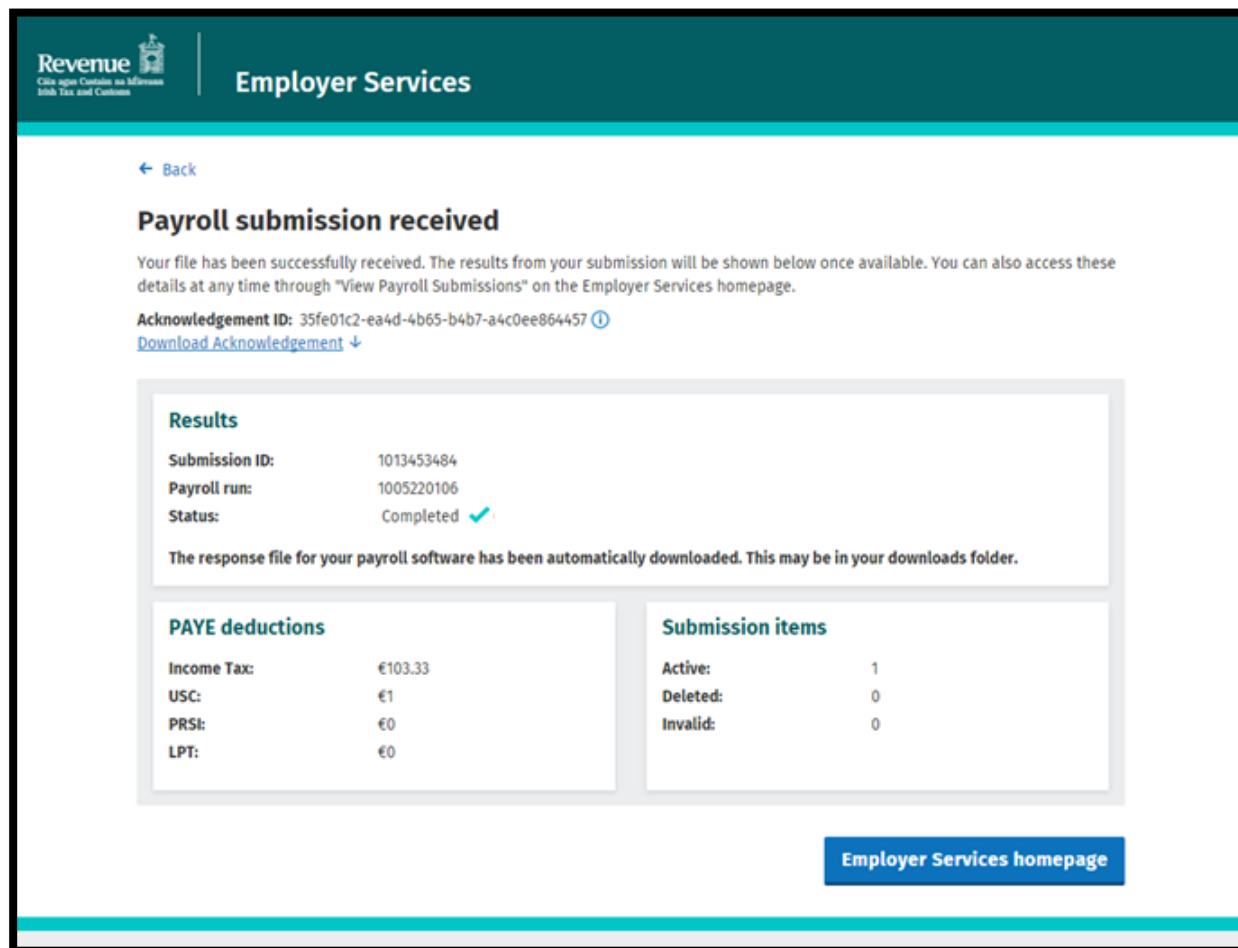 Revenue
Cáin agus Custaim na hÉireann
Irish Tax and Customs
Employer Services
← Back
Payroll submission received
Your file has been successfully received. The results from your submission will be shown below once available. You can also access these
details at any time through "View Payroll Submissions" on the Employer Services homepage.
Acknowledgement ID: 35fe01c2-ea4d-4b65-b4b7-a4c0ee864457
Download Acknowledgement ↓
Results
Submission ID: 1013453484
Payroll run: 1005220106
Status: Completed
The response file for your payroll software has been automatically downloaded. This may be in your downloads folder.
PAYE deductions
Income Tax: €103.33
USC: €1
PRSI: €0
LPT: €0
Submission items
Active: 1
Deleted: 0
Invalid: 0
Employer Services homepage